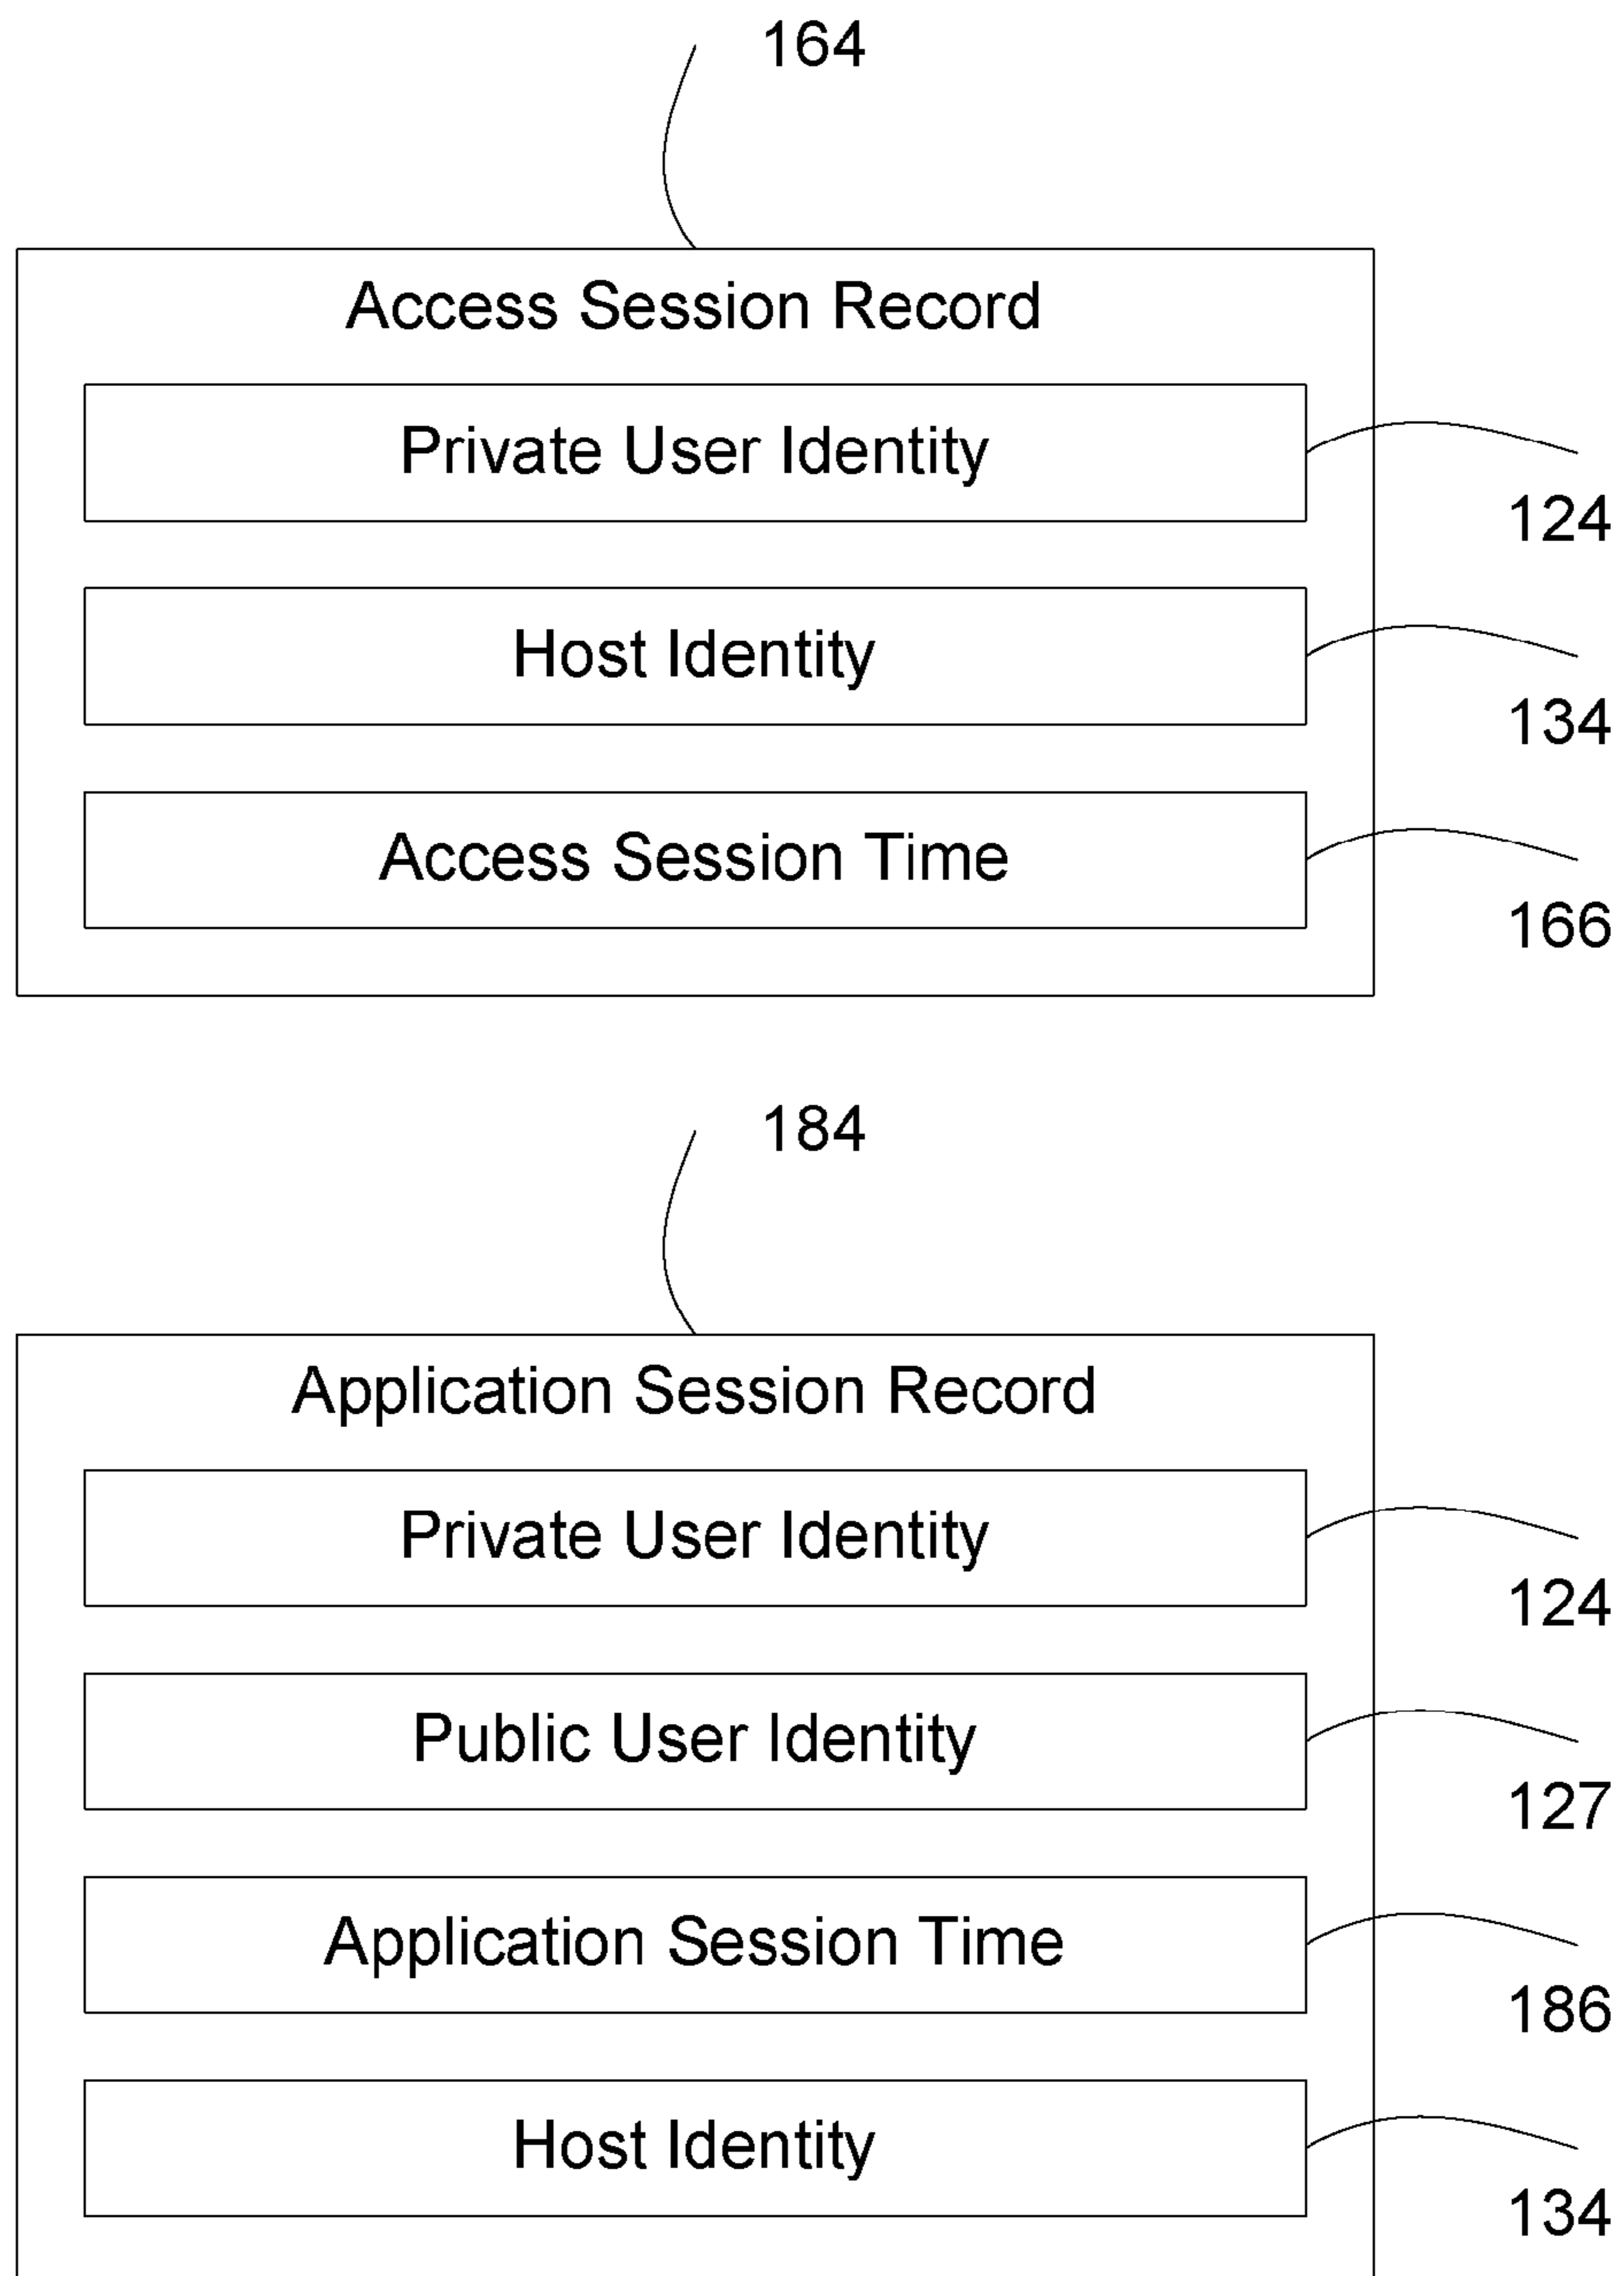 164
Access Session Record
Private User Identity
124
Host Identity
134
Access Session Time
166
184
Application Session Record
Private User Identity
124
Public User Identity
127
Application Session Time
186
Host Identity
134